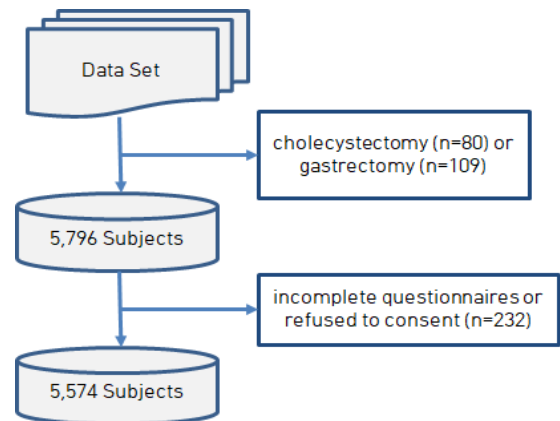 Data Set
cholecystectomy (n=80) or
gastrectomy (n=109)
5,796 Subjects
incomplete questionnaires or
refused to consent (n=232)
5,574 Subjects